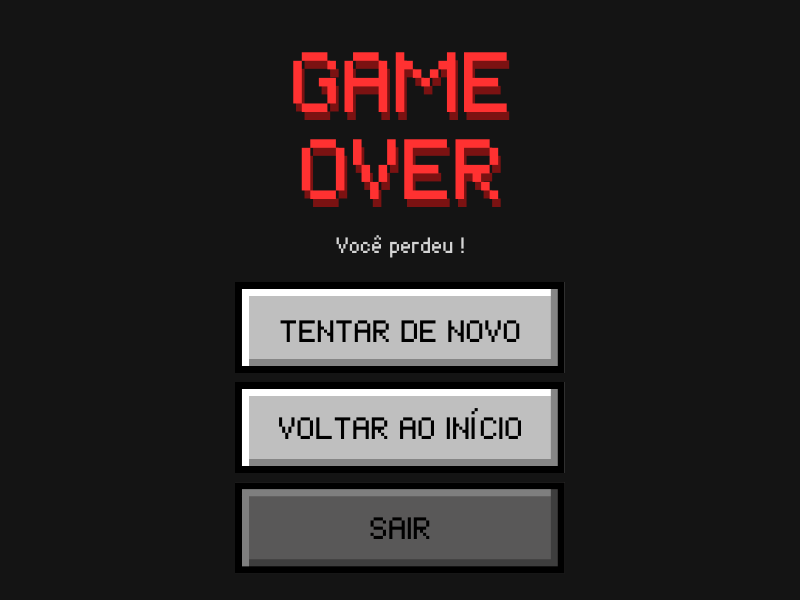 GAME
OVER
Você perdeu !
TENTAR DE NOVO
VOLTAR AO INÍCIO
SAIR